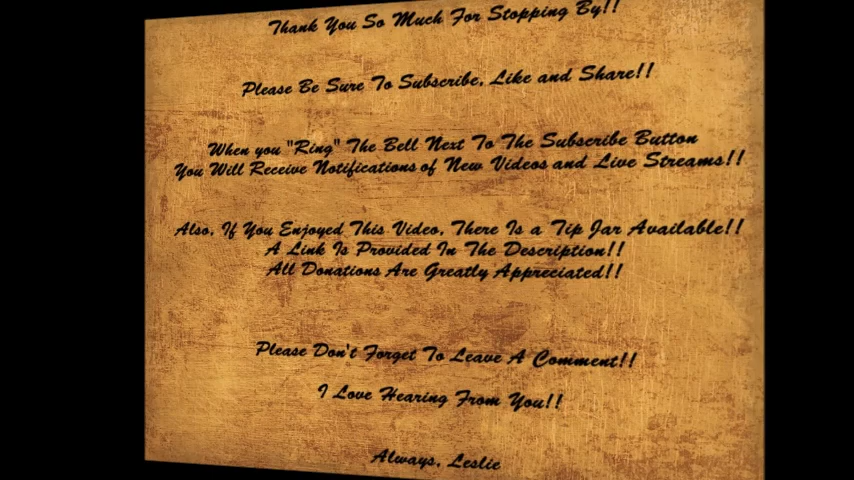 Thank You So Much For Stopping By!!
Please Be Sure To Subscribe, Like and Share!!
When you "Ring" The Bell Next To The Subscribe Button
You Will Receive Notifications of New Videos and Live Streams!!
Also, If You Enjoyed This Video, There Is a Tip Jar Available!!
A Link Is Provided In The Description!!
All Donations Are Greatly Appreciated!!
Please Don't Forget To Leave A Comment!!
I Love Hearing From You!!
Always, Leslie